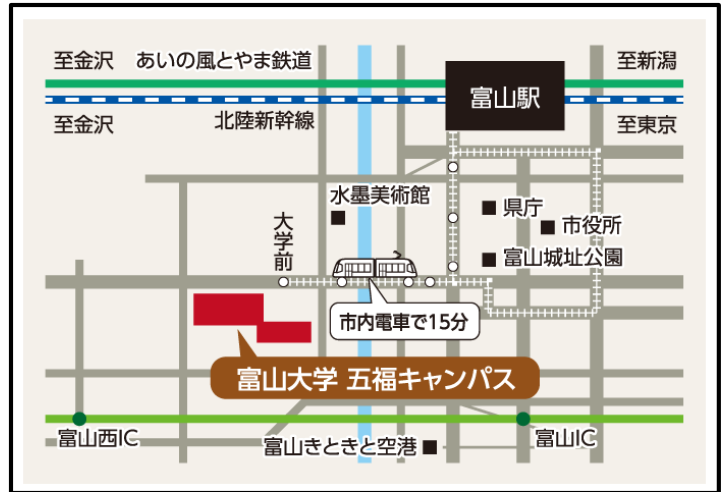 至金沢
あいの風とやま鉄道
至新潟
富山駅
至金沢
北陸新幹線
至東京
水墨美術館
県庁
市役所
大学前
富山城址公園
市内電車で15分
富山大学 五福キャンパス
富山西IC
富山きときと空港
富山IC